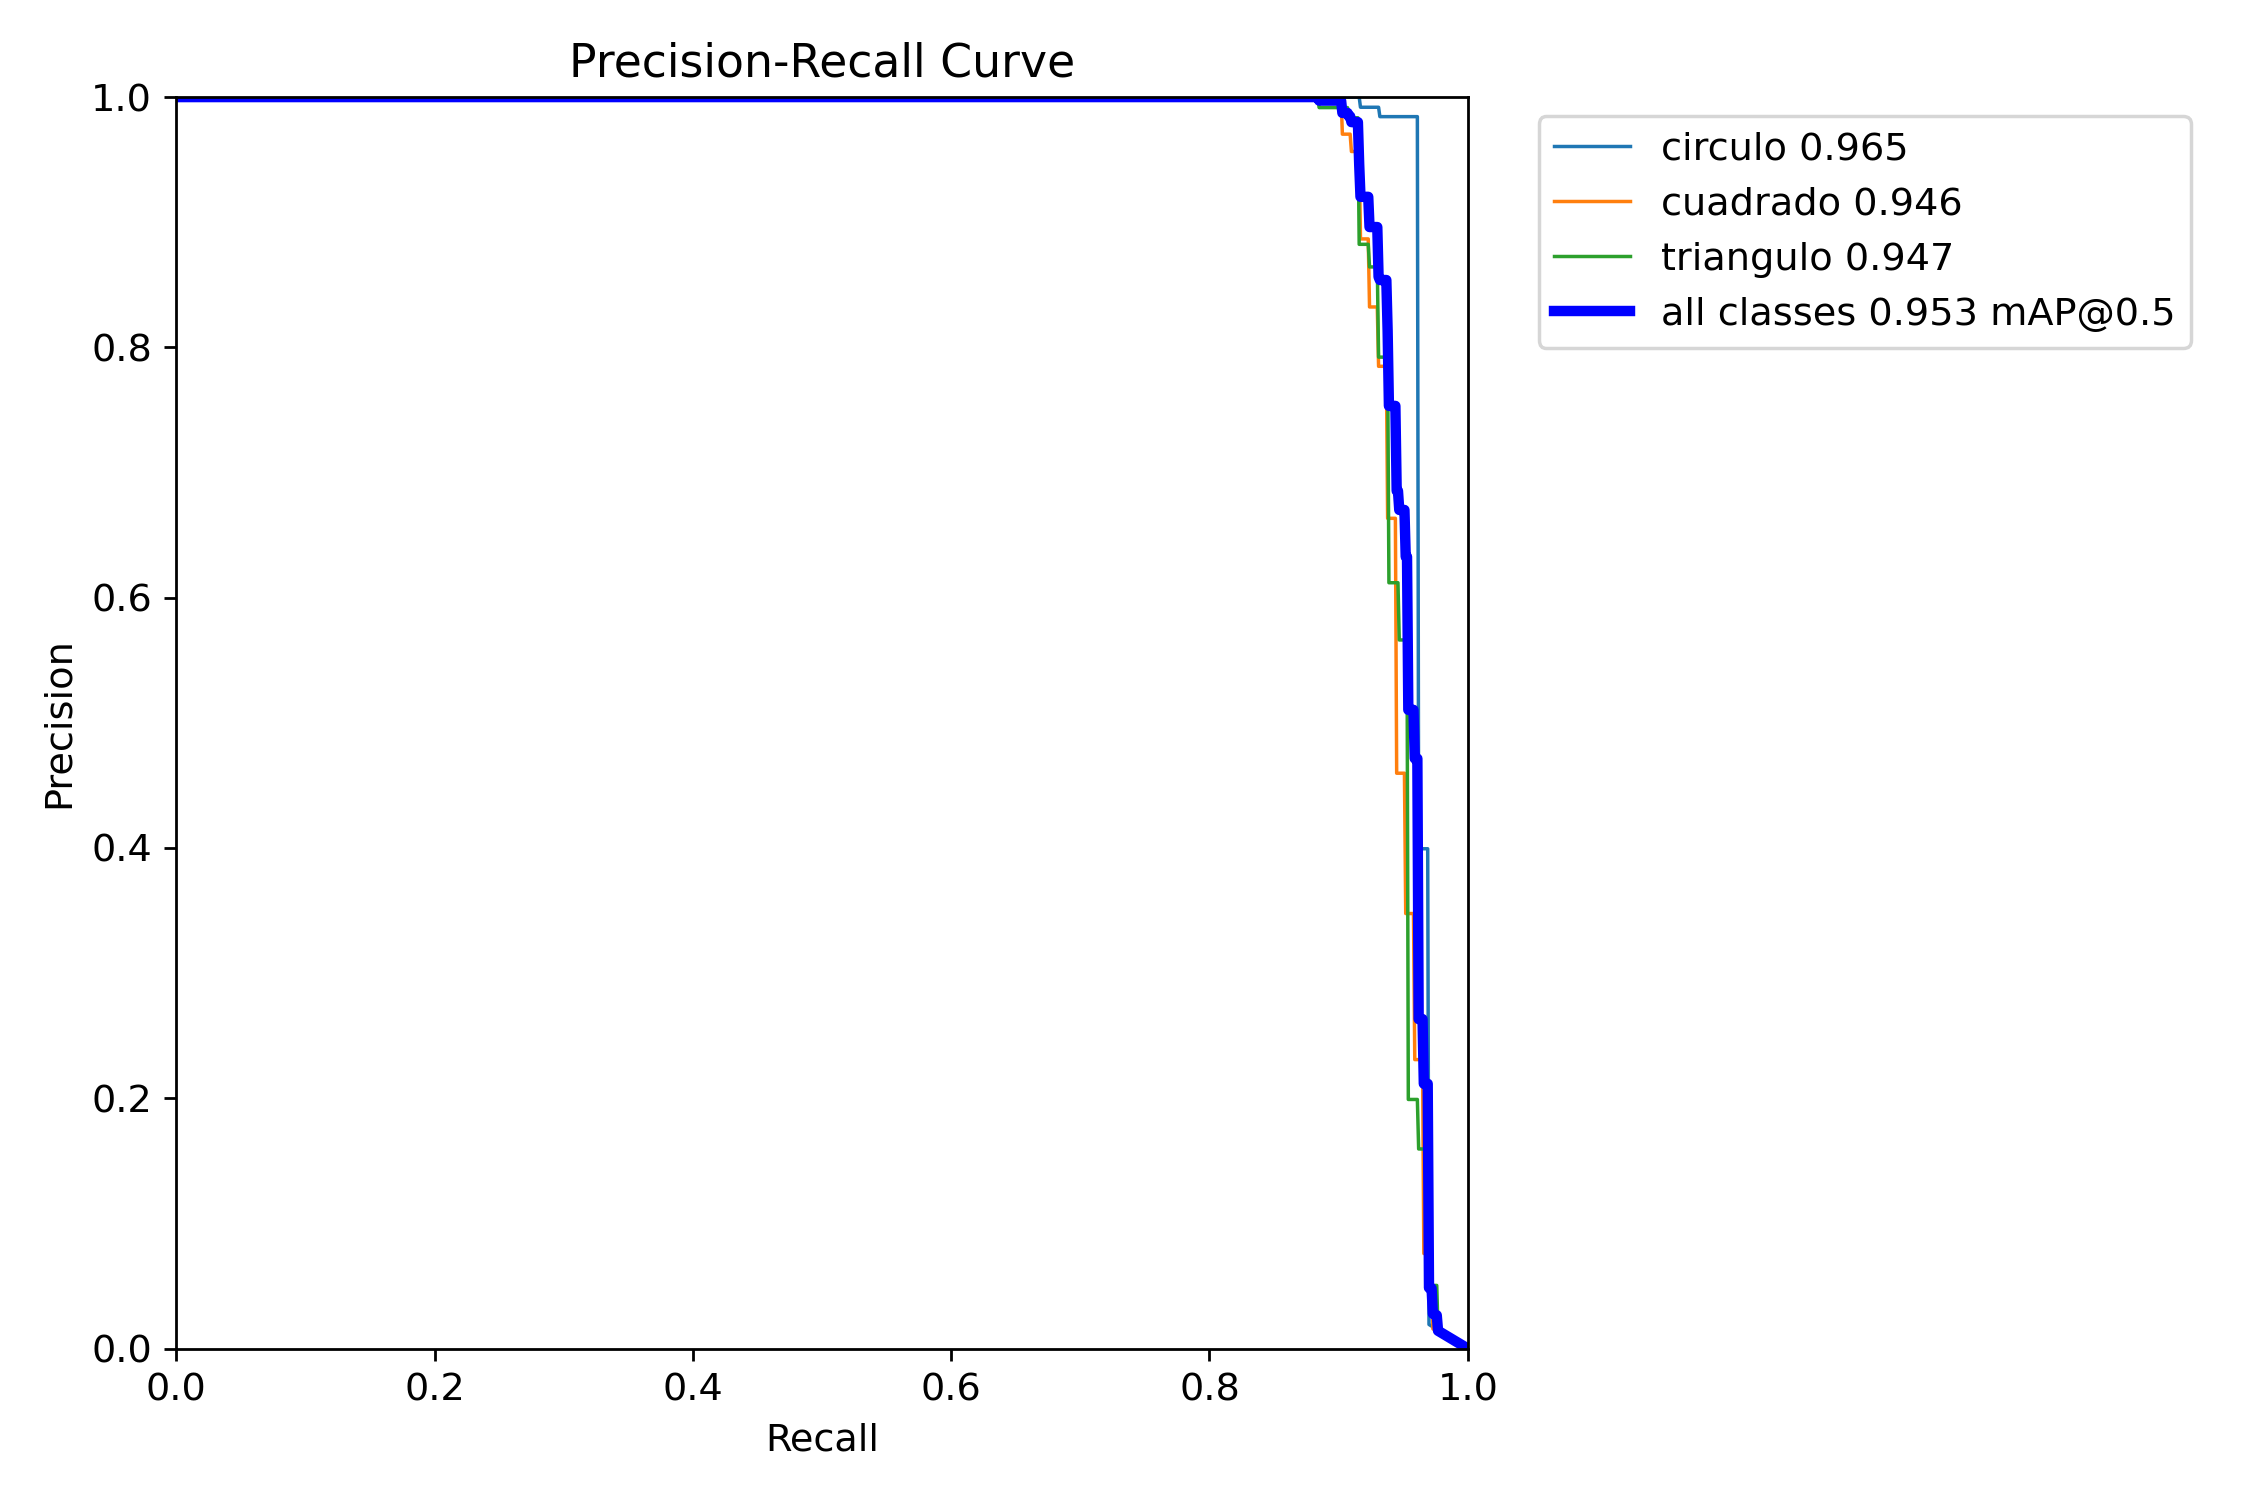 Precision-Recall Curve
1.0
0.8
0.6
0.4
0.2
0.0
Precision
0.0 0.2 0.4 0.6 0.8 1.0
Recall
circulo 0.965
cuadrado 0.946
triangulo 0.947
all classes 0.953 mAP@0.5